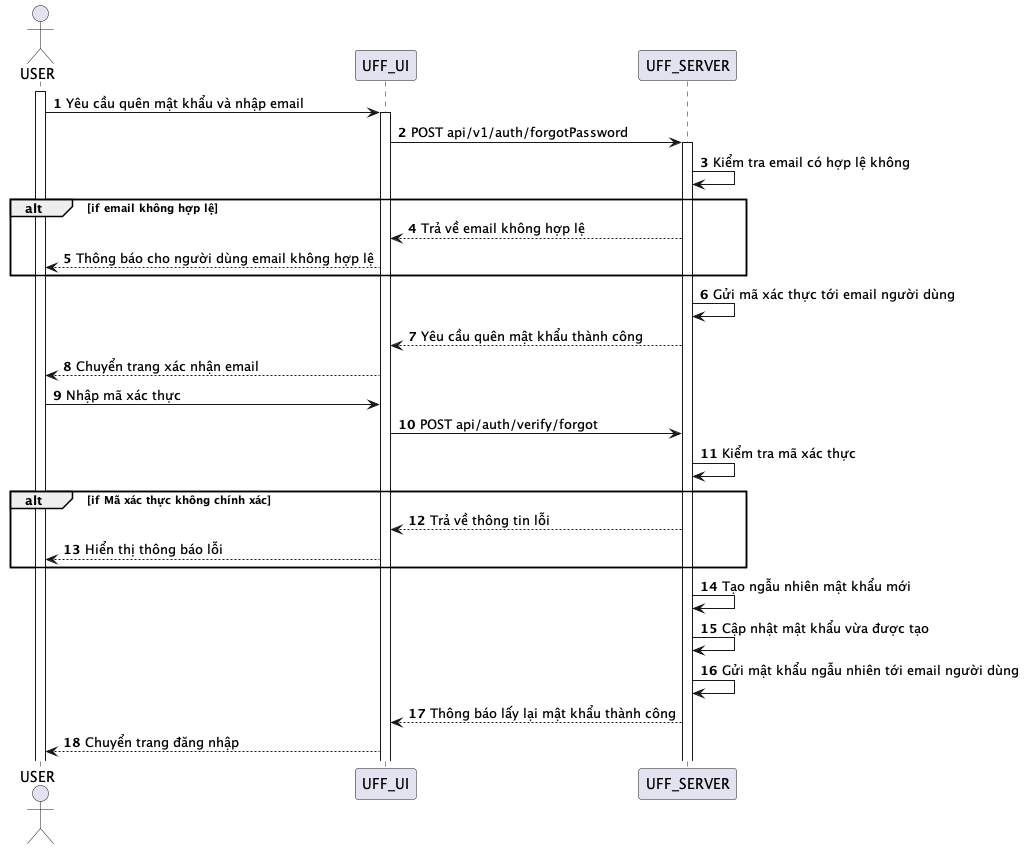 USER
UFF_UI
UFF_SERVER
1 Yêu cầu quên mật khẩu và nhập email
2 POST api/v1/auth/forgotPassword
3 Kiểm tra email có hợp lệ không
alt [if email không hợp lệ]
4 Trả về email không hợp lệ
5 Thông báo cho người dùng email không hợp lệ
6 Gửi mã xác thực tới email người dùng
7 Yêu cầu quên mật khẩu thành công
8 Chuyển trang xác nhận email
9 Nhập mã xác thực
10 POST api/auth/verify/forgot
11 Kiểm tra mã xác thực
alt [if Mã xác thực không chính xác]
12 Trả về thông tin lỗi
13 Hiển thị thông báo lỗi
14 Tạo ngẫu nhiên mật khẩu mới
15 Cập nhật mật khẩu vừa được tạo
16 Gửi mật khẩu ngẫu nhiên tới email người dùng
17 Thông báo lấy lại mật khẩu thành công
18 Chuyển trang đăng nhập
USER
UFF_UI
UFF_SERVER